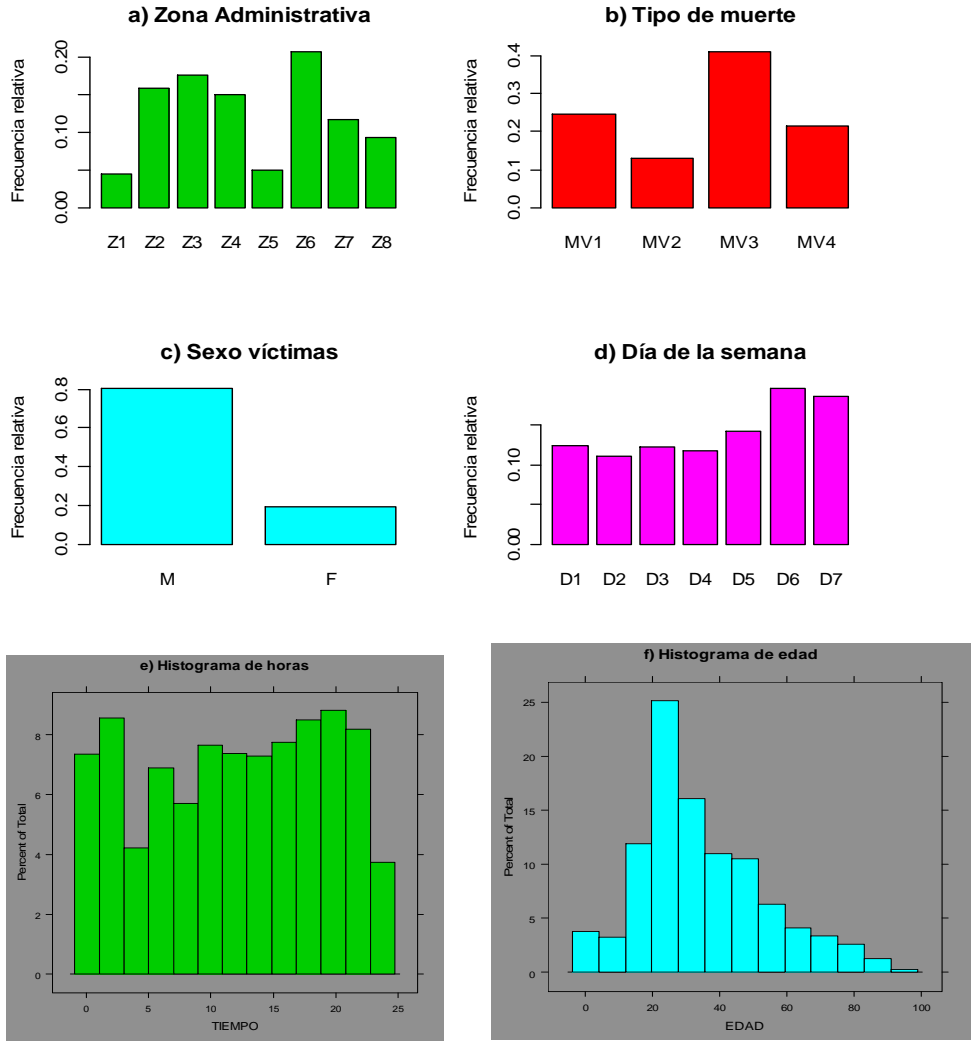 a) Zona Administrativa
Frecuencia relativa
0.00 0.10 0.20
Z1 Z2 Z3 Z4 Z5 Z6 Z7 Z8
b) Tipo de muerte
Frecuencia relativa
0.0 0.1 0.2 0.3 0.4
MV1 MV2 MV3 MV4
c) Sexo víctimas
Frecuencia relativa
0.0 0.2 0.4 0.6 0.8
M F
d) Día de la semana
Frecuencia relativa
0.00 0.10
D1 D2 D3 D4 D5 D6 D7
e) Histograma de horas
Percent of Total
8
6
4
2
0
0 5 10 15 20 25
TIEMPO
f) Histograma de edad
Percent of Total
25
20
15
10
5
0
0 20 40 60 80 100
EDAD